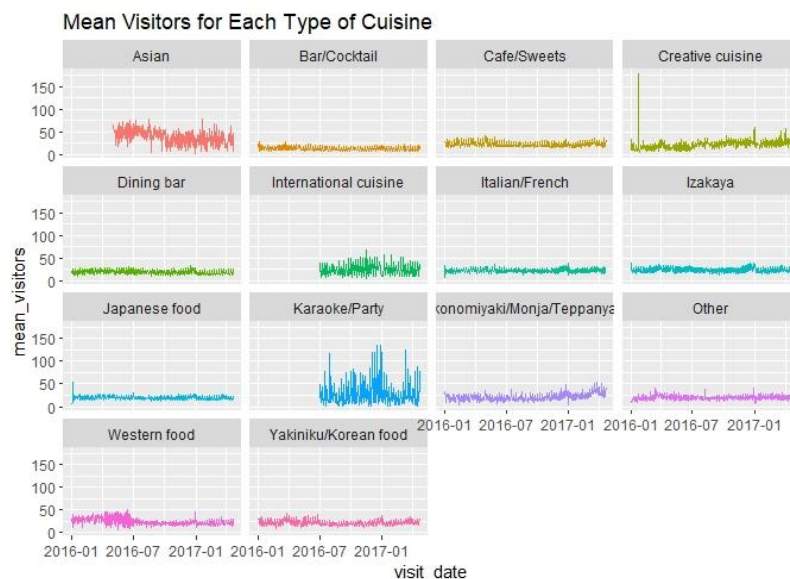 Mean Visitors for Each Type of Cuisine
Asian
Bar/Cocktail
Cafe/Sweets
Creative cuisine
150
100
50
0
Dining bar
International cuisine
Italian/French
Izakaya
150
100
50
0
mean_visitors
Japanese food
Karaoke/Party
konomiyaki/Monja/Teppanya
Other
150
100
50
0
2016-01 2016-07 2017-01
2016-01 2016-07 2017-01
Western food
Yakiniku/Korean food
150
100
50
0
2016-01 2016-07 2017-01
2016-07 2017-01
visit_date